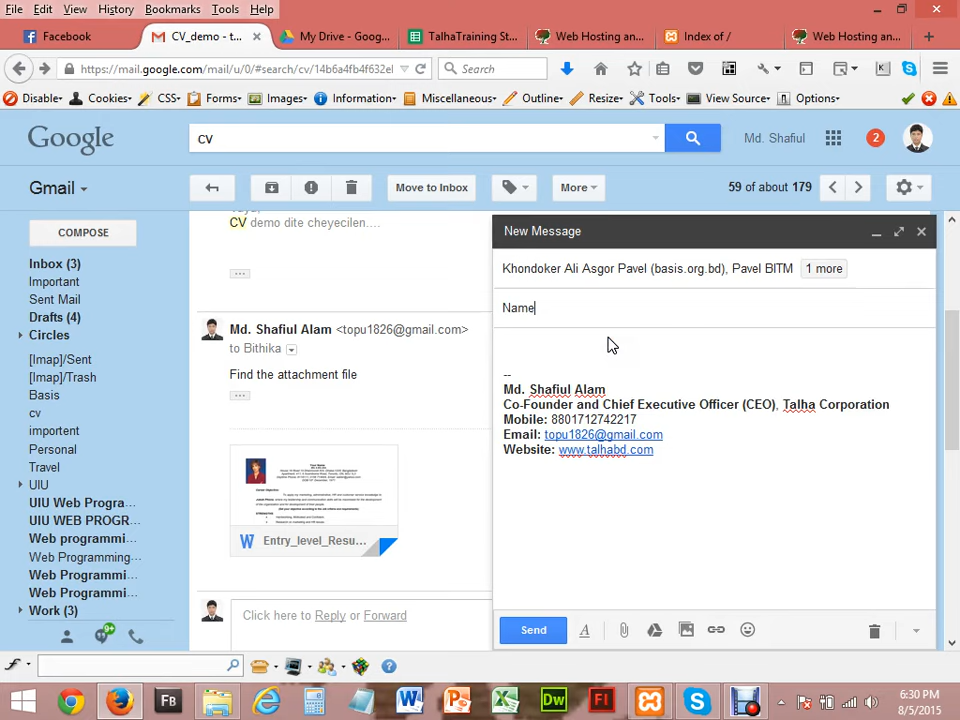 File Edit View History Bookmarks Tools Help
Facebook CV_demo - t... My Drive - Goog... TalhaTraining St... Web Hosting an... Index of / Web Hosting an...
https://mail.google.com/mail/u/0/#search/cv/14b6a4fb4f632el Search
Disable Cookies CSS Forms Images Information Miscellaneous Outline Resize Tools View Source Options
Google cv Md. Shafiul 2
Gmail Move to Inbox More 59 of about 179
COMPOSE
Inbox (3)
Important
Sent Mail
Drafts (4)
Circles
[Imap]/Sent
[Imap]/Trash
Basis
cv
importent
Personal
Travel
UIU
UIU Web Progra...
UIU WEB PROGR...
Web programmi...
Web Programming...
Web Programmi...
Web Programmi...
Work (3)
9+
CV demo dite cheyecilen....
Md. Shafiul Alam <topu1826@gmail.com>
to Bithika
Find the attachment file
W Entry_level_Resu...
Click here to Reply or Forward
New Message
Khondoker Ali Asgor Pavel (basis.org.bd), Pavel BITM 1 more
Name
--
Md. Shafiul Alam
Co-Founder and Chief Executive Officer (CEO), Talha Corporation
Mobile: 8801712742217
Email: topu1826@gmail.com
Website: www.talhabd.com
Send
6:30 PM
8/5/2015